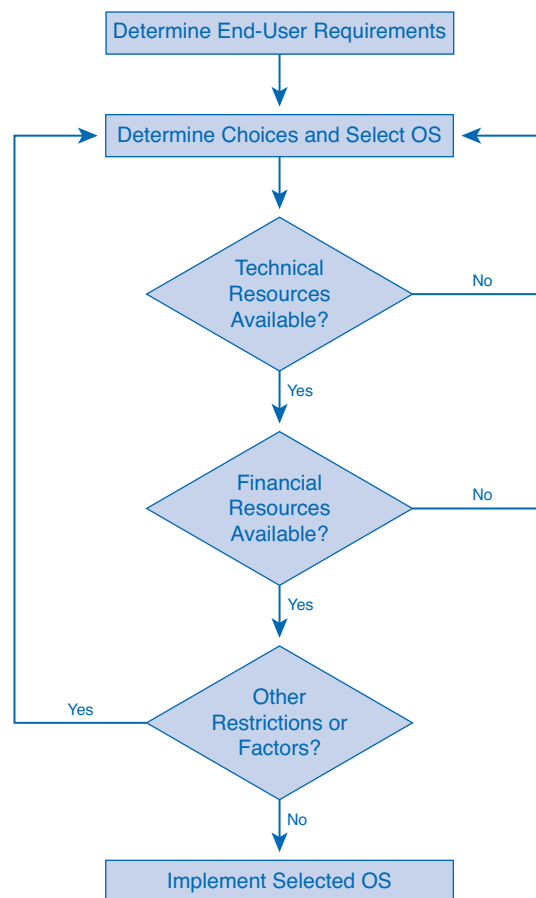 Determine End-User Requirements
Determine Choices and Select OS
Technical
Resources
Available?
No
Yes
Financial
Resources
Available?
No
Yes
Other
Restrictions or
Factors?
Yes
No
Implement Selected OS